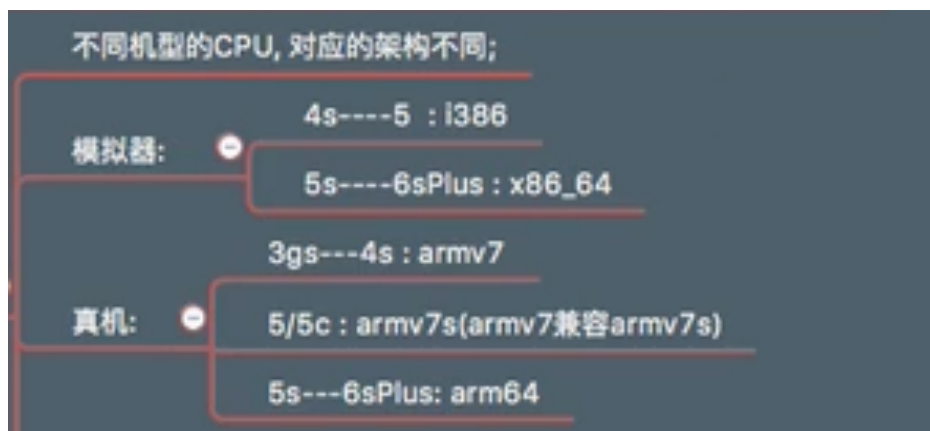 不同机型的CPU, 对应的架构不同;
模拟器:
4s----5 : i386
5s----6sPlus : x86_64
真机:
3gs---4s : armv7
5/5c : armv7s(armv7兼容armv7s)
5s---6sPlus: arm64